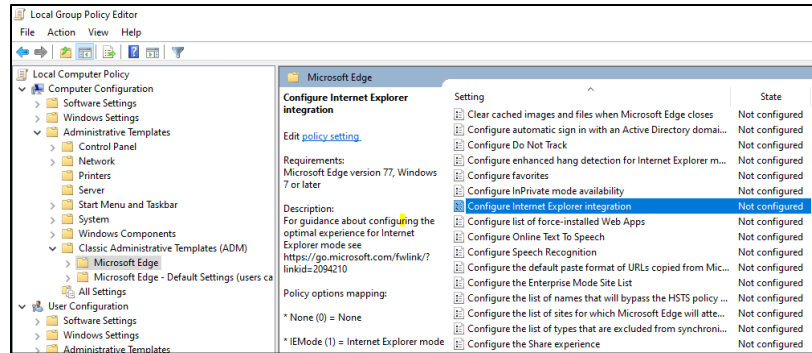 Local Group Policy Editor
File Action View Help
Local Computer Policy
Computer Configuration
Software Settings
Windows Settings
Administrative Templates
Control Panel
Network
Printers
Server
Start Menu and Taskbar
System
Windows Components
Classic Administrative Templates (ADM)
Microsoft Edge
Microsoft Edge - Default Settings (users ca
All Settings
User Configuration
Software Settings
Windows Settings
Administrative Templates
Microsoft Edge
Configure Internet Explorer
integration
Edit policy setting
Requirements:
Microsoft Edge version 77, Windows
7 or later
Description:
For guidance about configuring the
optimal experience for Internet
Explorer mode see
https://go.microsoft.com/fwlink/?
linkid=2094210
Policy options mapping:
* None (0) = None
* IEMode (1) = Internet Explorer mode
Setting State
Clear cached images and files when Microsoft Edge closes Not configured
Configure automatic sign in with an Active Directory domai... Not configured
Configure Do Not Track Not configured
Configure enhanced hang detection for Internet Explorer m... Not configured
Configure favorites Not configured
Configure InPrivate mode availability Not configured
Configure Internet Explorer integration Not configured
Configure list of force-installed Web Apps Not configured
Configure Online Text To Speech Not configured
Configure Speech Recognition Not configured
Configure the default paste format of URLs copied from Mic... Not configured
Configure the Enterprise Mode Site List Not configured
Configure the list of names that will bypass the HSTS policy ... Not configured
Configure the list of sites for which Microsoft Edge will atte... Not configured
Configure the list of types that are excluded from synchroni... Not configured
Configure the Share experience Not configured